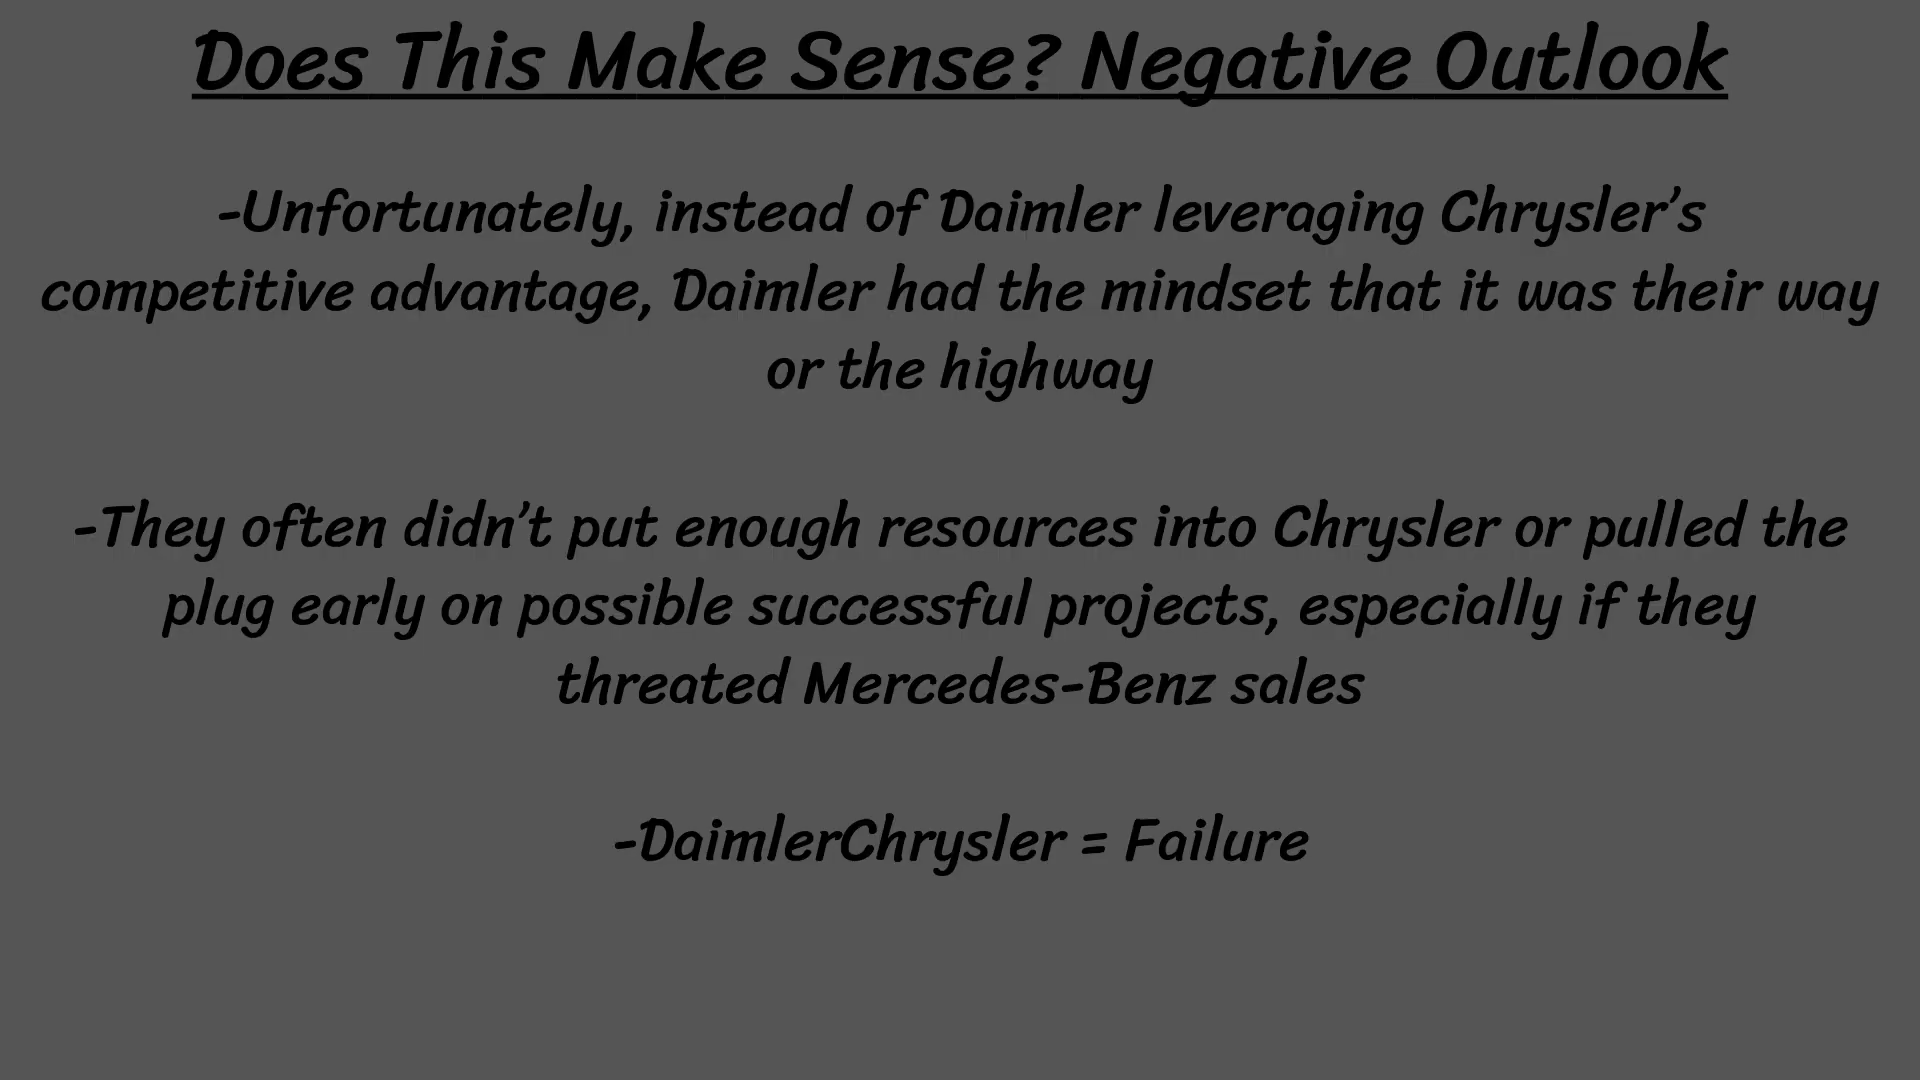 Does This Make Sense? Negative Outlook
-Unfortunately, instead of Daimler leveraging Chrysler’s
competitive advantage, Daimler had the mindset that it was their way
or the highway
-They often didn’t put enough resources into Chrysler or pulled the
plug early on possible successful projects, especially if they
threated Mercedes-Benz sales
-DaimlerChrysler = Failure